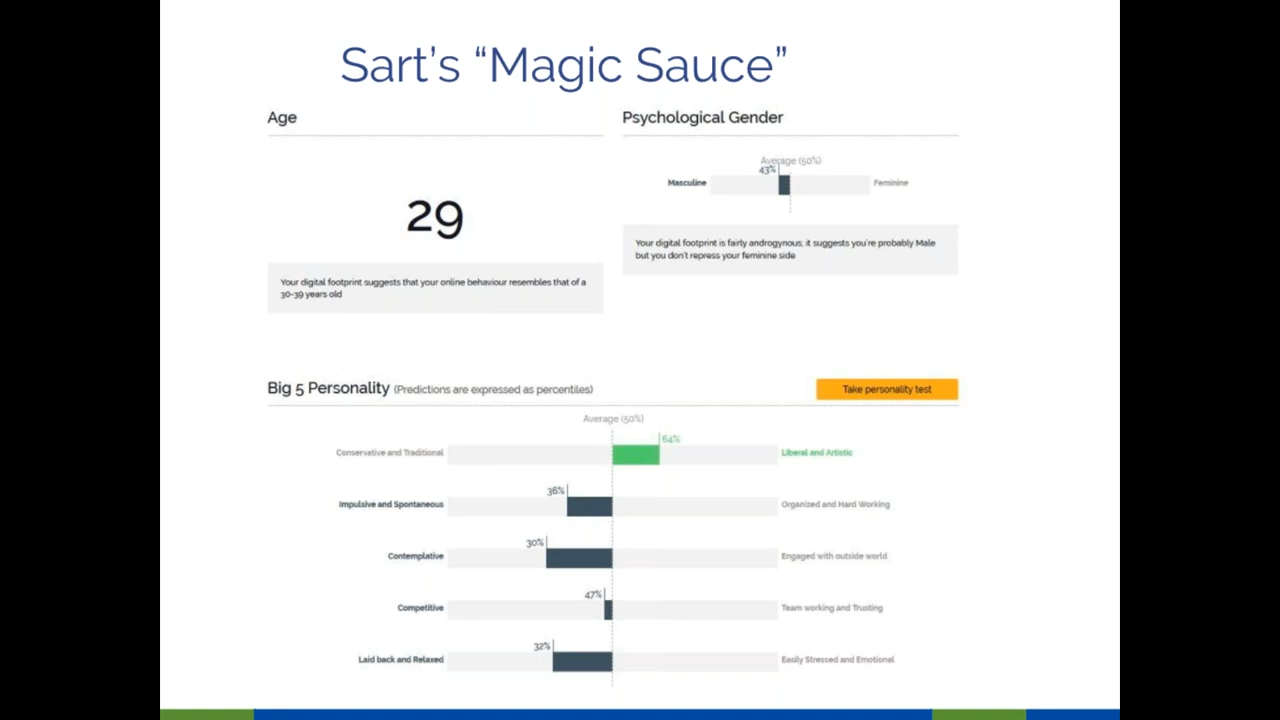 Sart's “Magic Sauce”
Age
29
Your digital footprint suggests that your online behaviour resembles that of a
30-39 years old
Psychological Gender
Average (50%)
43%
Masculine
Feminine
Your digital footprint is fairly androgynous; it suggests you're probably Male
but you don't repress your feminine side
Big 5 Personality (Predictions are expressed as percentiles)
Take personality test
Average (50%)
64%
Conservative and Traditional
Liberal and Artistic
36%
Impulsive and Spontaneous
Organized and Hard Working
30%
Contemplative
Engaged with outside world
47%
Competitive
Team working and Trusting
32%
Laid back and Relaxed
Easily Stressed and Emotional